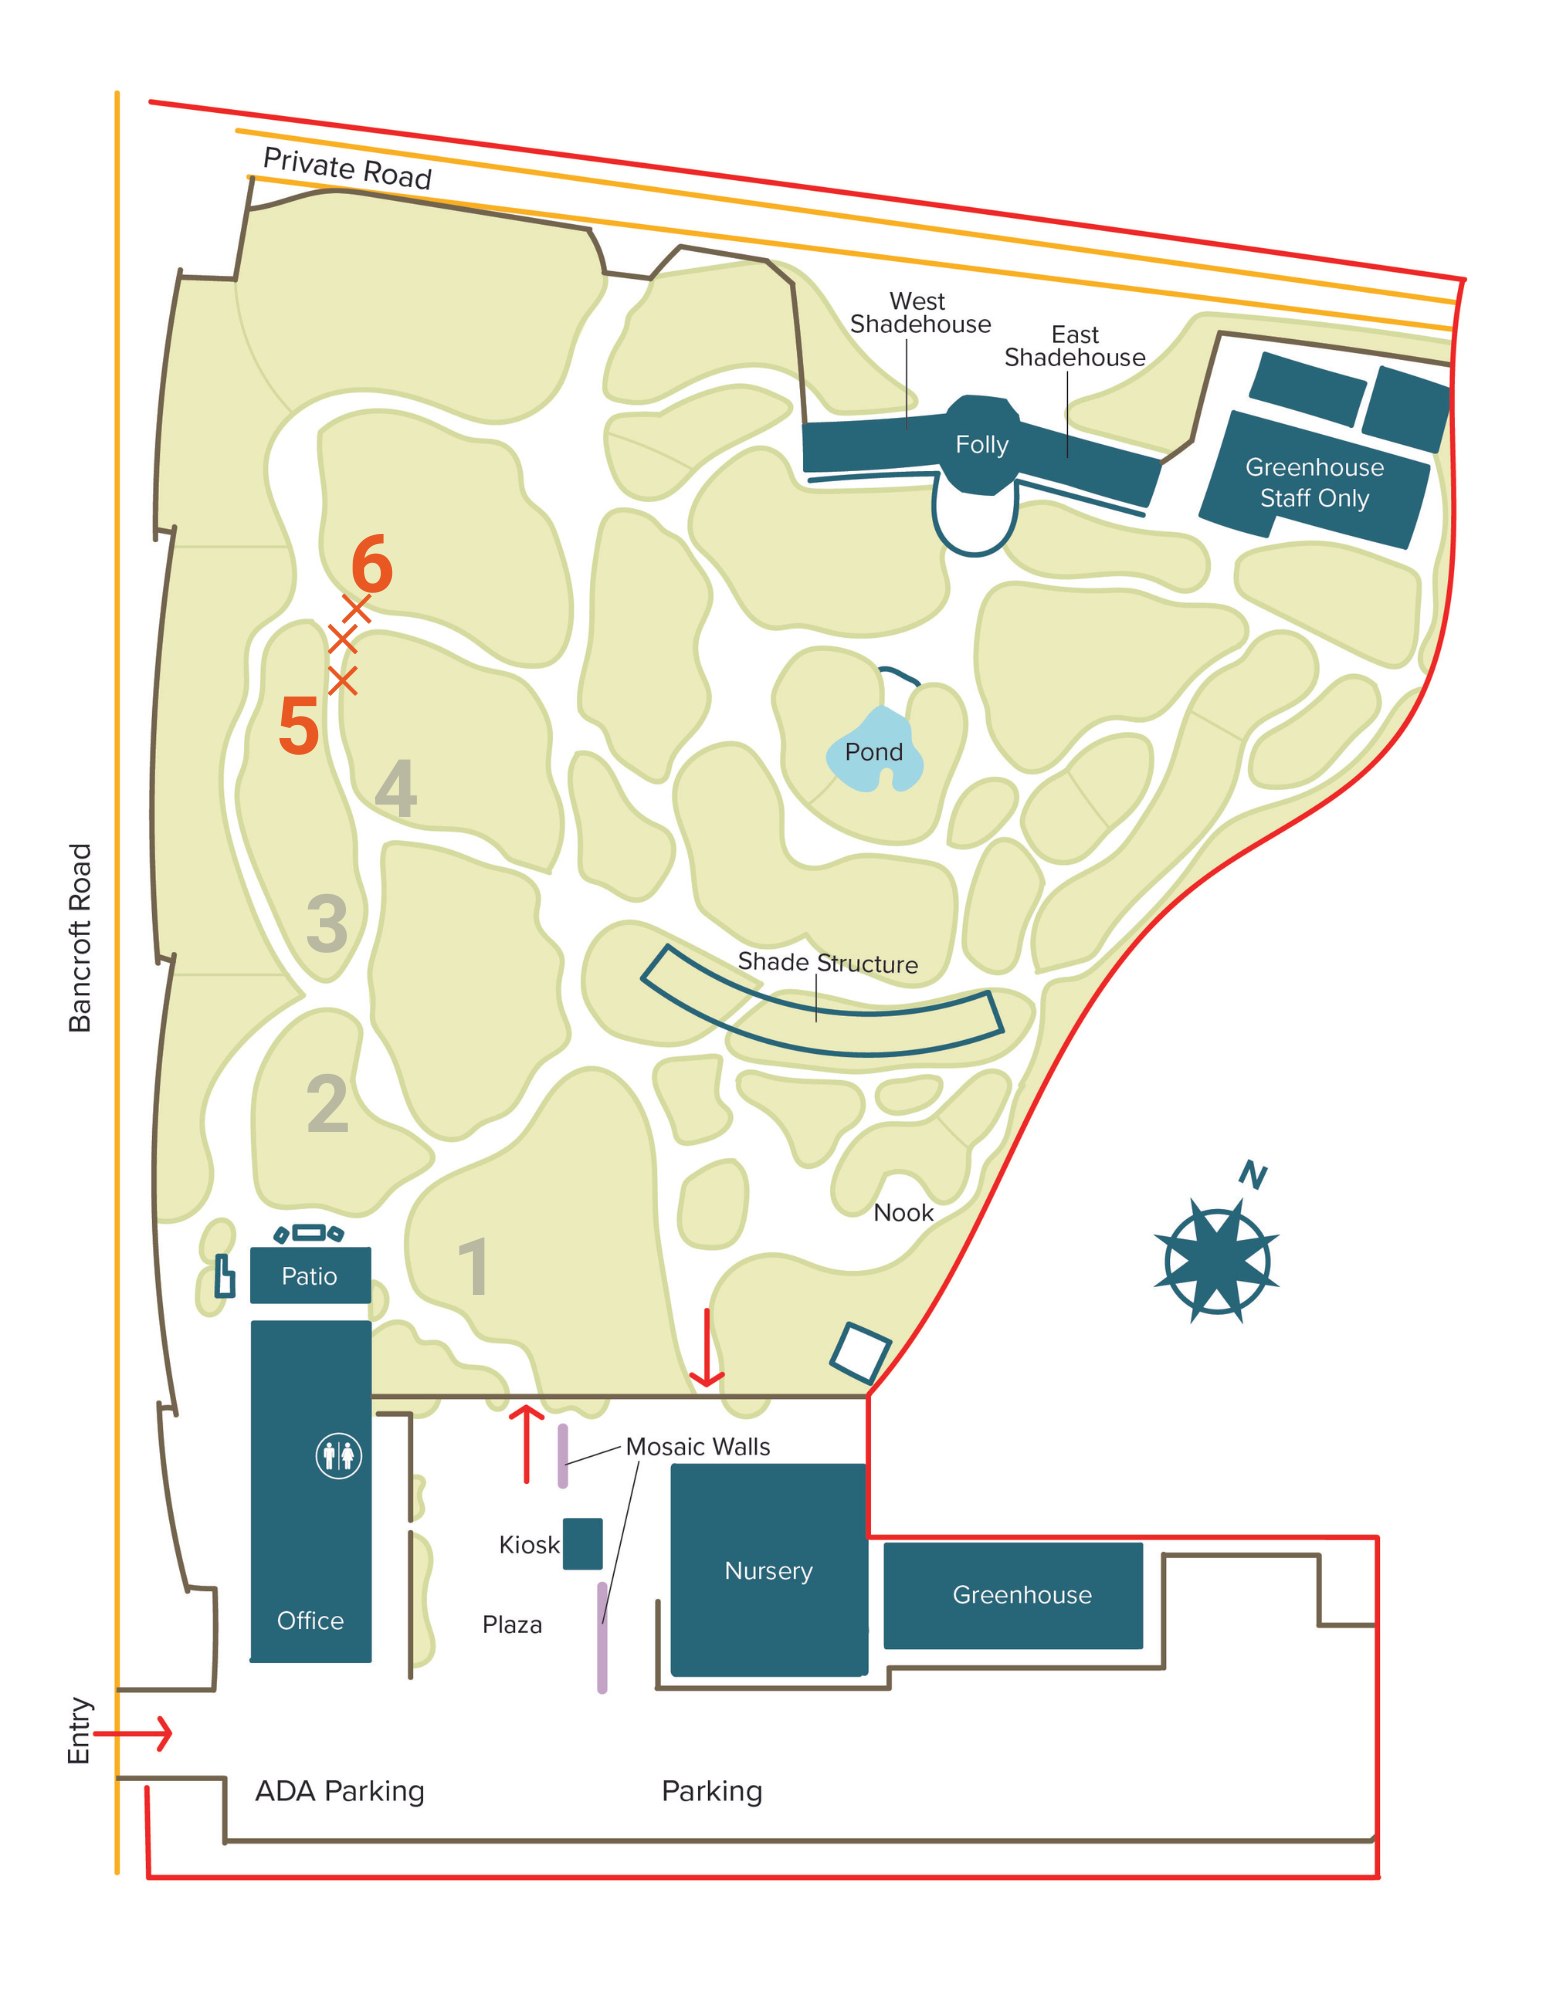 Private Road
West
Shadehouse
East
Shadehouse
Folly
Greenhouse
Staff Only
6
5
Pond
4
Bancroft Road
3
Shade Structure
2
N
Nook
1
Patio
Mosaic Walls
Kiosk
Nursery
Greenhouse
Office
Plaza
Entry
ADA Parking
Parking